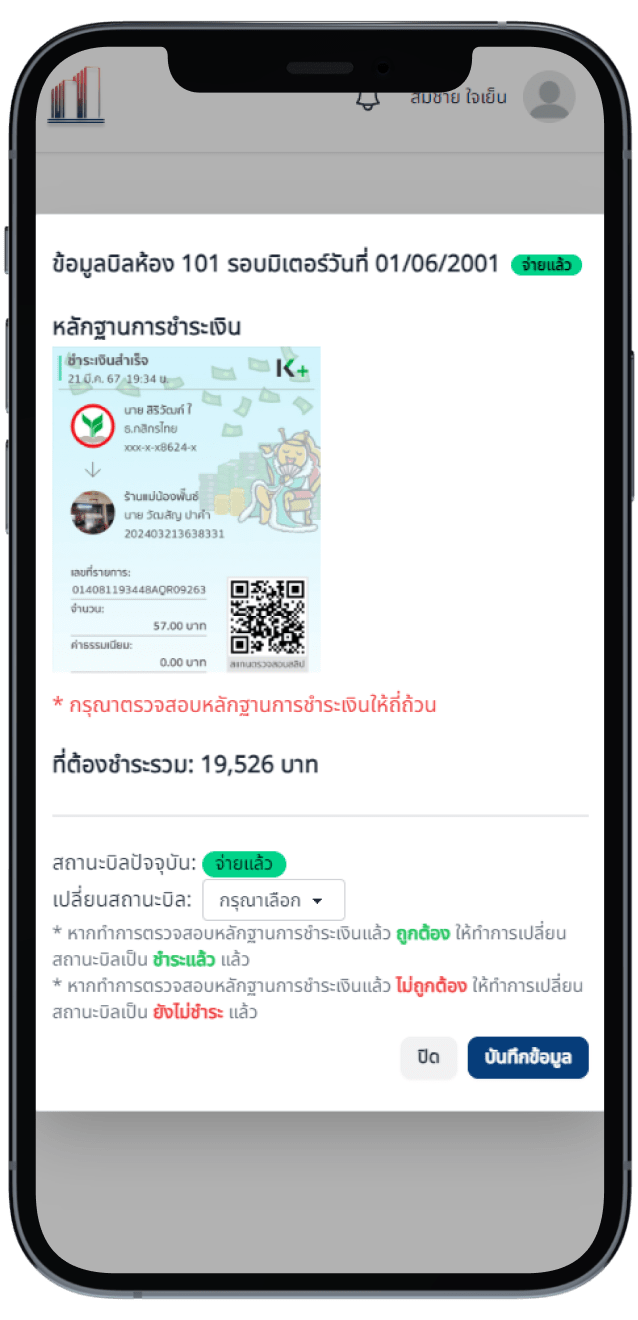 สมชาย ใจเย็น
ข้อมูลบิลห้อง 101 รอบมิเตอร์วันที่ 01/06/2001 จ่ายแล้ว
หลักฐานการชำระเงิน
ชำระเงินสำเร็จ
21 มี.ค. 67 19:34 น.
K+
นาย สิริวัฒก์ ใ
ธ.กสิกรไทย
xxx-x-x8624-x
ร้านแม่น้องพั้นช์
นาย วัฒสัญ ปาคำ
202403213638331
เลขที่รายการ:
014081193448AQR09263
จำนวน:
57.00 บาท
ค่าธรรมเนียม:
0.00 บาท
สแกนตรวจสอบสลิป
* กรุณาตรวจสอบหลักฐานการชำระเงินให้ถี่ถ้วน
ที่ต้องชำระรวม: 19,526 บาท
สถานะบิลปัจจุบัน: จ่ายแล้ว
เปลี่ยนสถานะบิล: กรุณาเลือก
* หากทำการตรวจสอบหลักฐานการชำระเงินแล้ว ถูกต้อง ให้ทำการเปลี่ยน
สถานะบิลเป็น ชำระแล้ว แล้ว
* หากทำการตรวจสอบหลักฐานการชำระเงินแล้ว ไม่ถูกต้อง ให้ทำการเปลี่ยน
สถานะบิลเป็น ยังไม่ชำระ แล้ว
ปิด
บันทึกข้อมูล